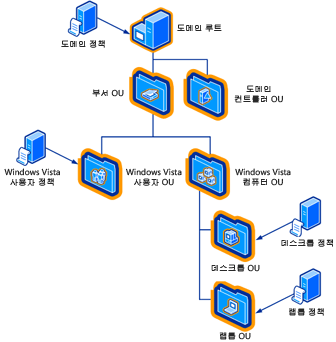 도메인 정책
도메인 루트
부서 OU
도메인
컨트롤러 OU
Windows Vista
사용자 정책
Windows Vista
사용자 OU
Windows Vista
컴퓨터 OU
데스크톱 정책
데스크톱 OU
랩톱 정책
랩톱 OU